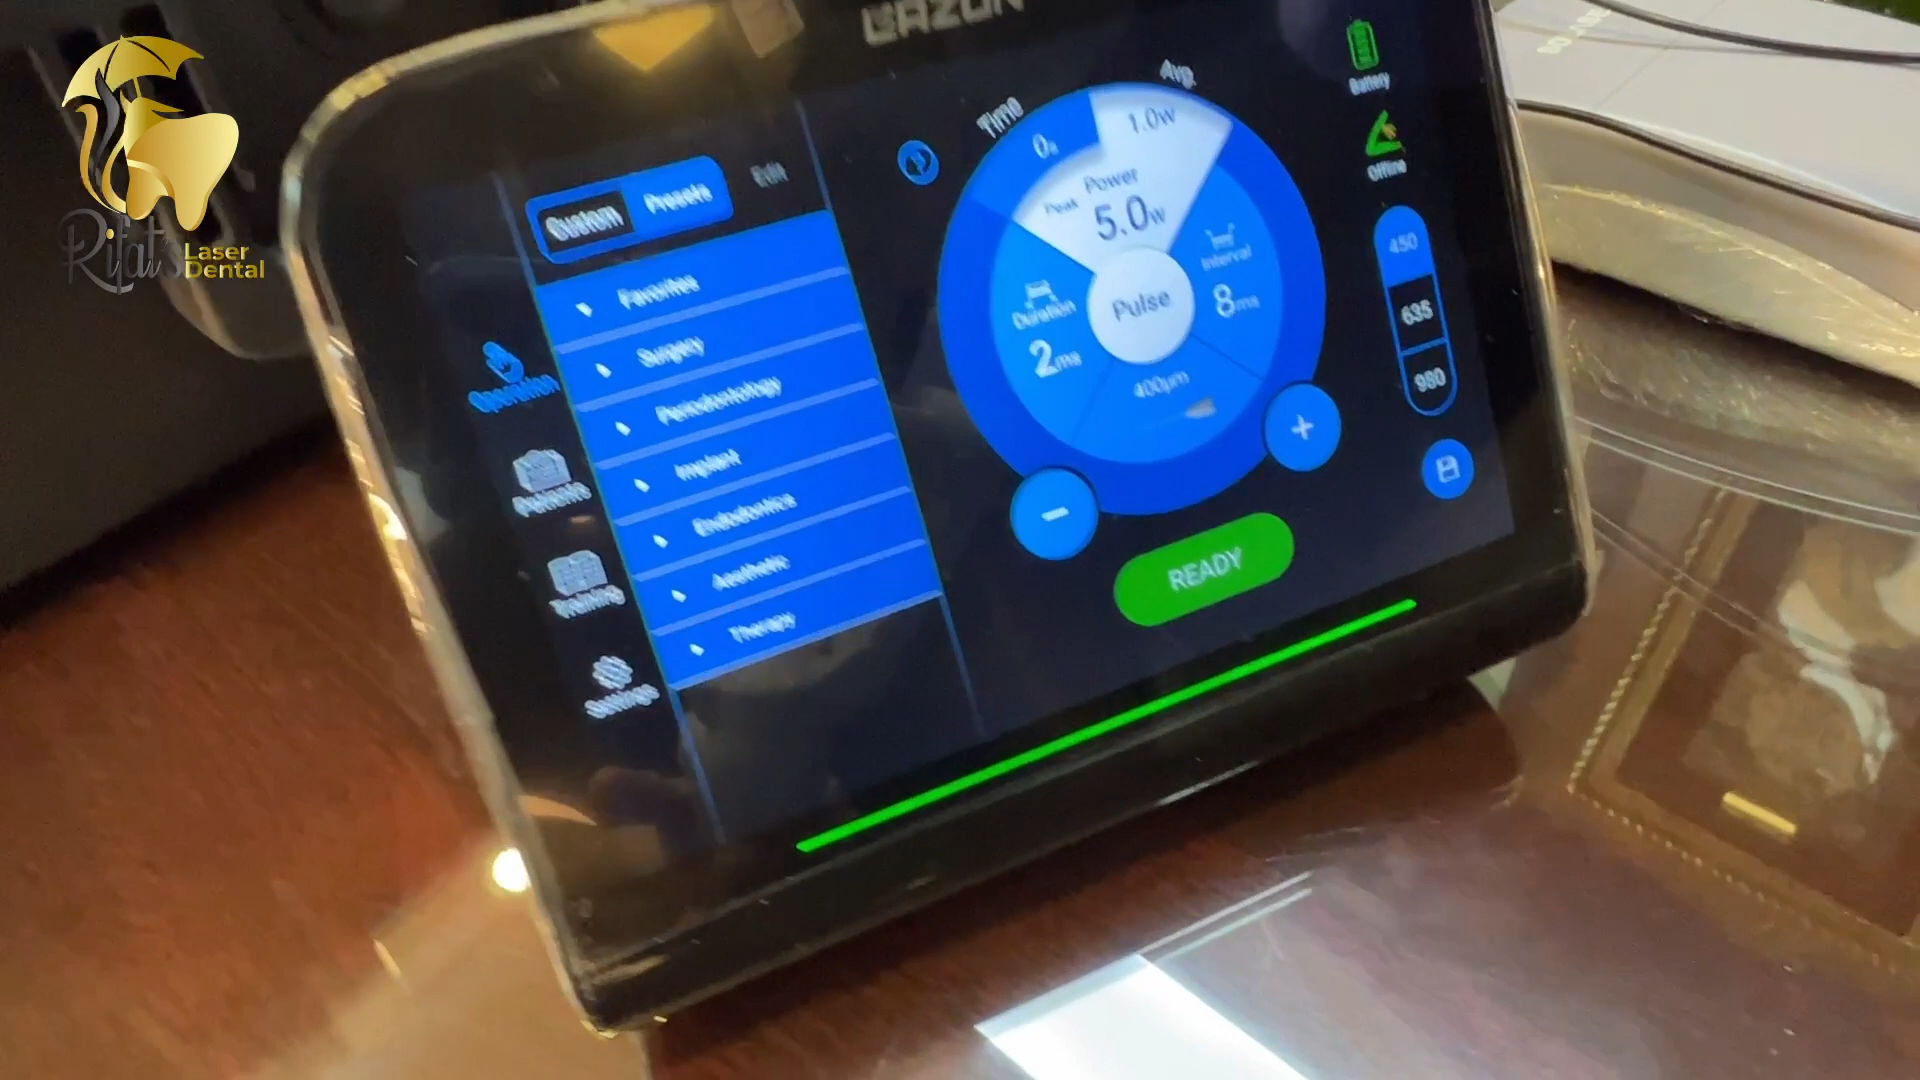 Rifat's
Laser
Dental
Custom
Presets
Edit
Favorites
Surgery
Periodontology
Implant
Endodontics
Aesthetic
Therapy
Operation
Patients
Training
Settings
Time
0s
Avg.
1.0w
Power
Peak 5.0w
Duration
2ms
Pulse
Interval
8ms
400μm
-
+
READY
Battery
Offline
450
635
980